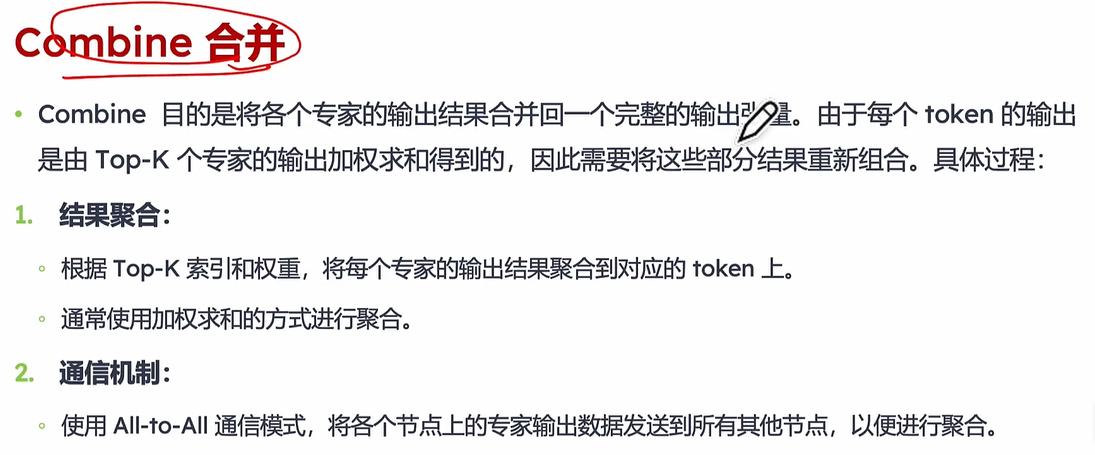 Combine 合并
• Combine 目的是将各个专家的输出结果合并回一个完整的输出张量。由于每个 token 的输出
是由 Top-K 个专家的输出加权求和得到的，因此需要将这些部分结果重新组合。具体过程：
1. 结果聚合：
◦ 根据 Top-K 索引和权重，将每个专家的输出结果聚合到对应的 token 上。
◦ 通常使用加权求和的方式进行聚合。
2. 通信机制：
◦ 使用 All-to-All 通信模式，将各个节点上的专家输出数据发送到所有其他节点，以便进行聚合。